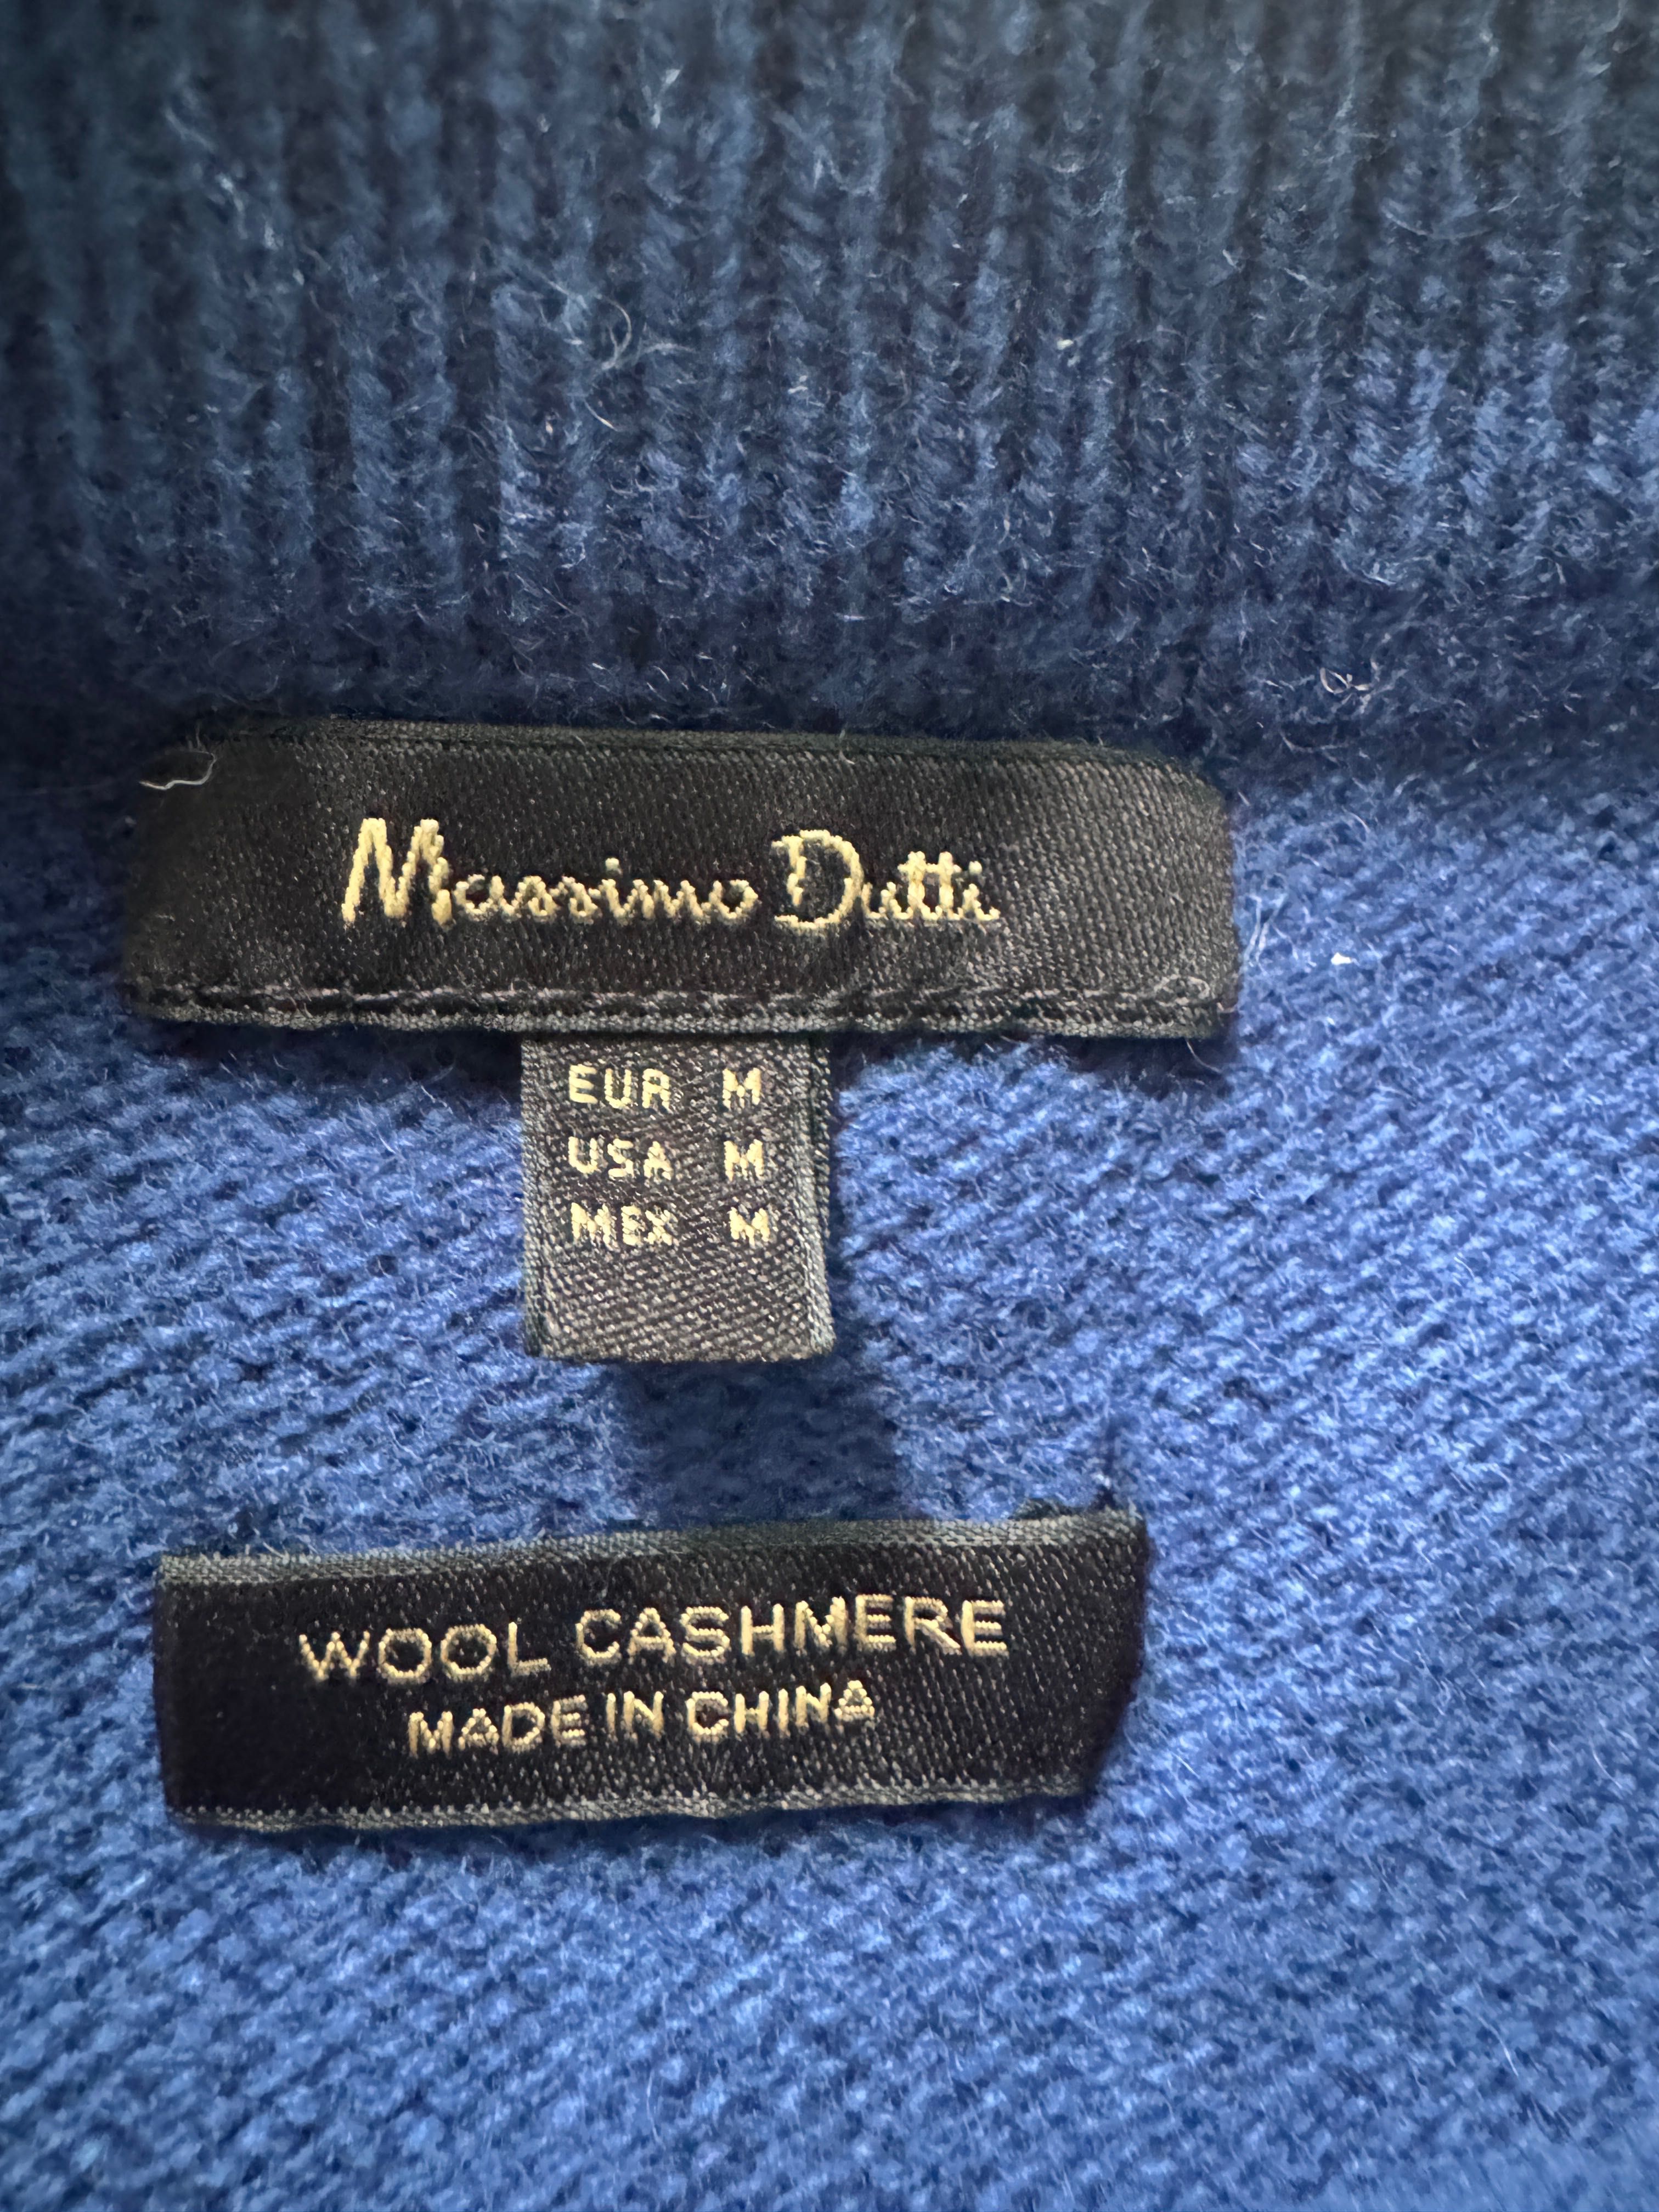 Massimo Dutti
EUR M
USA M
MEX M
WOOL CASHMERE
MADE IN CHINA